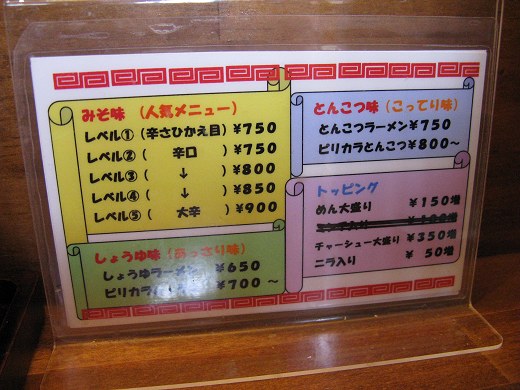 みそ味 (人気メニュー)
レベル① (辛さひかえ目) ¥750
レベル② ( 辛口 ) ¥750
レベル③ ( ↓ ) ¥800
レベル④ ( ↓ ) ¥850
レベル⑤ ( 大辛 ) ¥900
しょうゆ味 (あっさり味)
しょうゆラーメン ¥650
ピリカラ ¥700 ～
とんこつ味 (こってり味)
とんこつラーメン ¥750
ピリカラとんこつ ¥800～
トッピング
めん大盛り ¥150増
¥100増
チャーシュー大盛り ¥350増
ニラ入り ¥ 50増